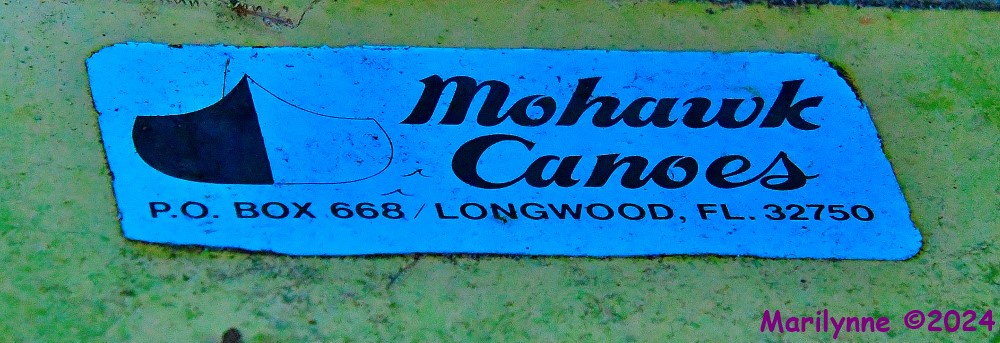 Mohawk
Canoes
P.O. BOX 668 / LONGWOOD, FL. 32750
Marilynne ©2024